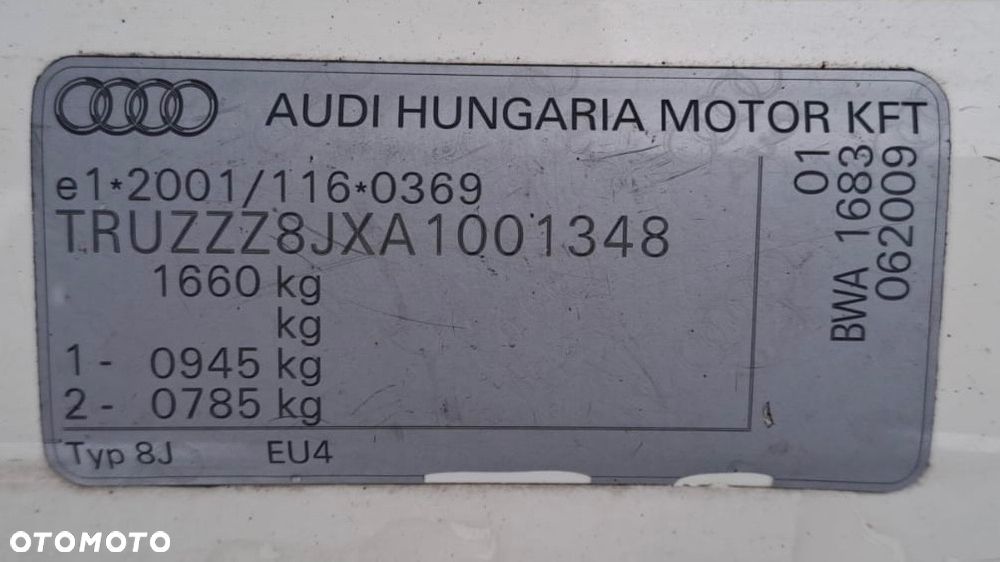 AUDI HUNGARIA MOTOR KFT
e1*2001/116*0369
TRUZZZ8JXA1001348
1660 kg
kg
1 - 0945 kg
2 - 0785 kg
Typ 8J EU4
01
BWA 1683
0620009
OTOMOTO